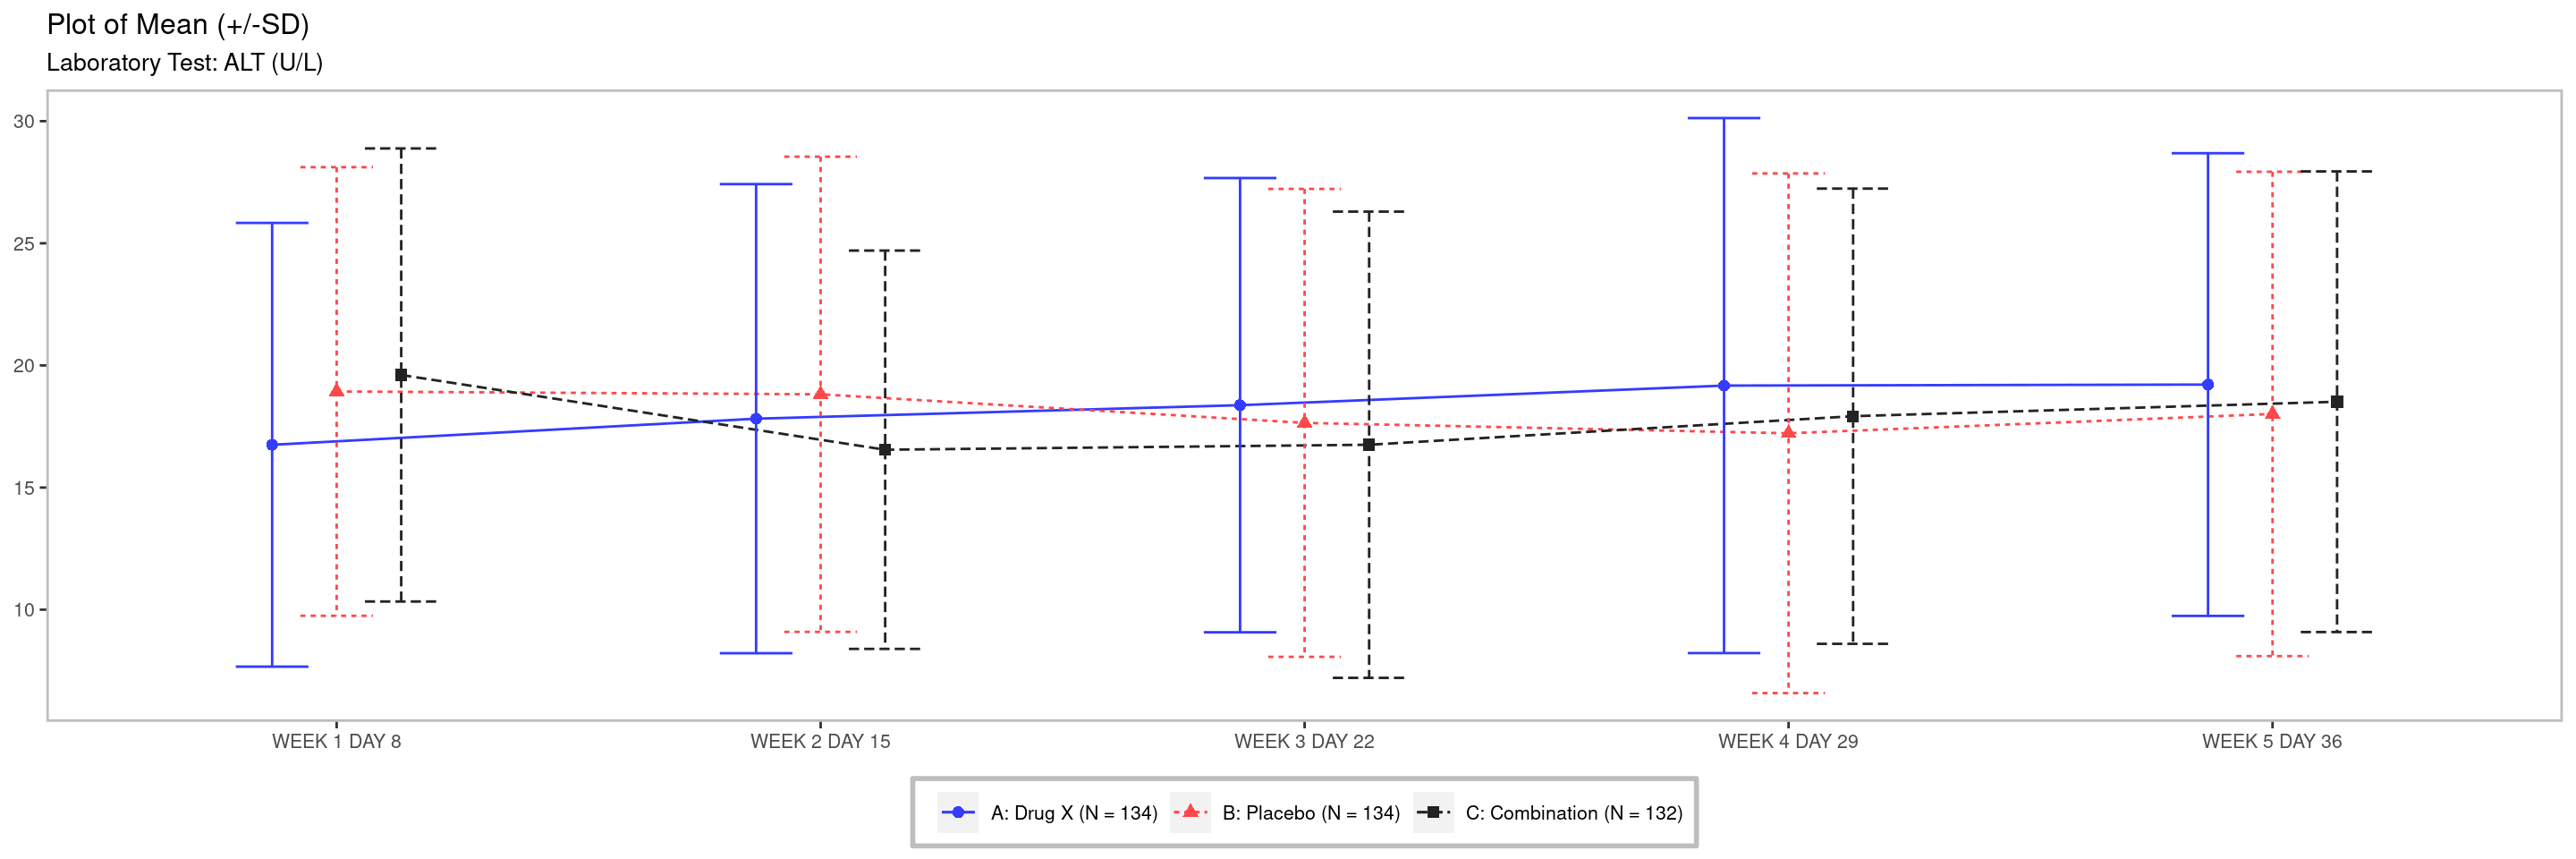 Plot of Mean (+/-SD)
Laboratory Test: ALT (U/L)
30
25
20
15
10
WEEK 1 DAY 8
WEEK 2 DAY 15
WEEK 3 DAY 22
WEEK 4 DAY 29
WEEK 5 DAY 36
A: Drug X (N = 134)
B: Placebo (N = 134)
C: Combination (N = 132)